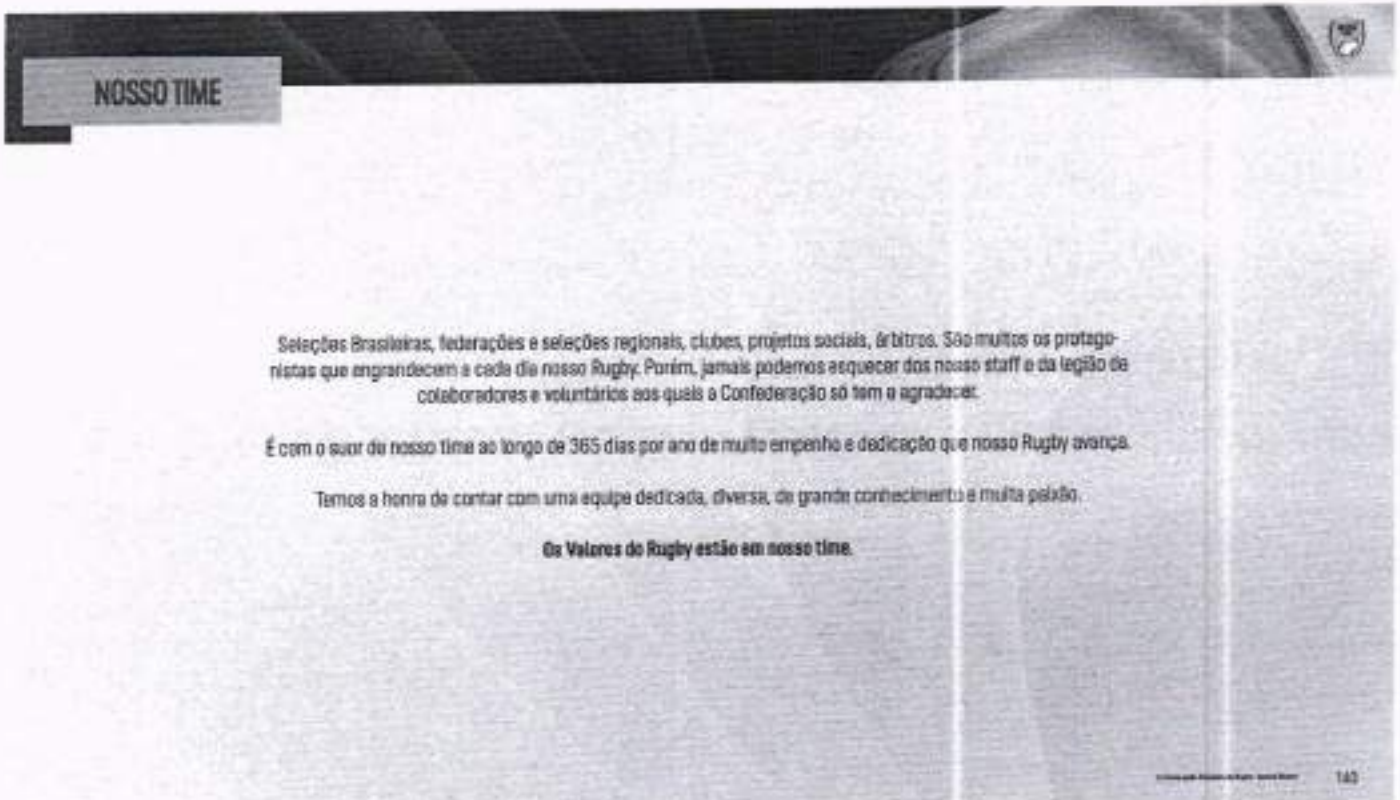 NOSSO TIME
Seleções Brasileiras, federações e seleções regionais, clubes, projetos sociais, árbitros. São muitos os protago-
nistas que engrandecem a cada dia nosso Rugby. Porém, jamais podemos esquecer dos nosso staff e da legião de
colaboradores e voluntários aos quais a Confederação só tem a agradecer.
É com o suor de nosso time ao longo de 365 dias por ano de muito empenho e dedicação que nosso Rugby avança.
Temos a honra de contar com uma equipe dedicada, diversa, de grande conhecimento e muita paixão.
Os Valores do Rugby estão em nosso time.